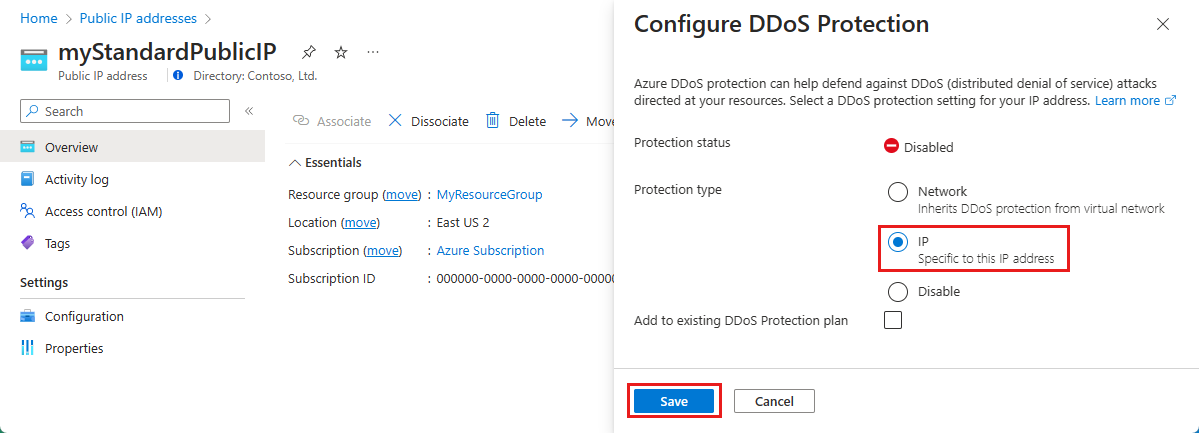 Home > Public IP addresses >
myStandardPublicIP ...
Public IP address Directory: Contoso, Ltd.
Search
Overview
Activity log
Access control (IAM)
Tags
Settings
Configuration
Properties
Associate Dissociate Delete Move
Essentials
Resource group (move) : MyResourceGroup
Location (move) : East US 2
Subscription (move) : Azure Subscription
Subscription ID : 000000-0000-0000-0000-00000
Configure DDoS Protection
Azure DDoS protection can help defend against DDoS (distributed denial of service) attacks
directed at your resources. Select a DDoS protection setting for your IP address. Learn more
Protection status Disabled
Protection type Network
Inherits DDoS protection from virtual network
IP
Specific to this IP address
Disable
Add to existing DDoS Protection plan
Save Cancel